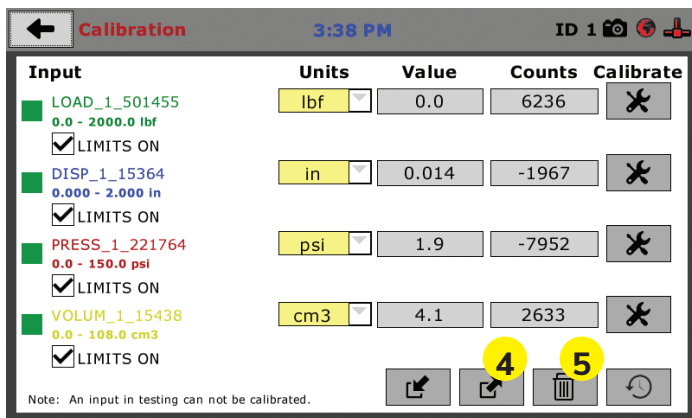 Calibration 3:38 PM ID 1
Input Units Value Counts Calibrate
LOAD_1_501455 lbf 0.0 6236
0.0 - 2000.0 lbf
LIMITS ON
DISP_1_15364 in 0.014 -1967
0.000 - 2.000 in
LIMITS ON
PRESS_1_221764 psi 1.9 -7952
0.0 - 150.0 psi
LIMITS ON
VOLUM_1_15438 cm3 4.1 2633
0.0 - 108.0 cm3
LIMITS ON
4 5
Note: An input in testing can not be calibrated.